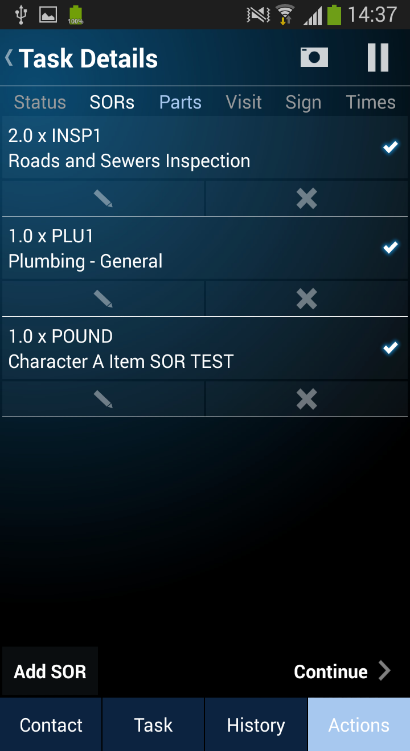 14:37
Task Details
Status SORs Parts Visit Sign Times
2.0 x INSP1
Roads and Sewers Inspection
1.0 x PLU1
Plumbing - General
1.0 x POUND
Character A Item SOR TEST
Add SOR Continue
Contact Task History Actions